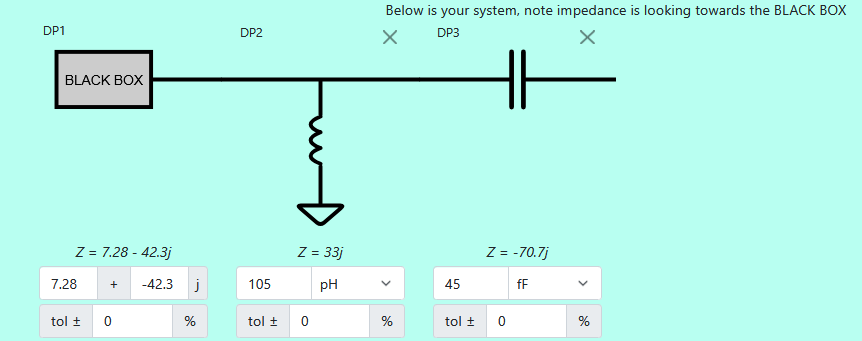 Below is your system, note impedance is looking towards the BLACK BOX
DP1 DP2 DP3
BLACK BOX
Z = 7.28 - 42.3j Z = 33j Z = -70.7j
7.28 + -42.3 j 105 pH 45 fF
tol ± 0 % tol ± 0 % tol ± 0 %